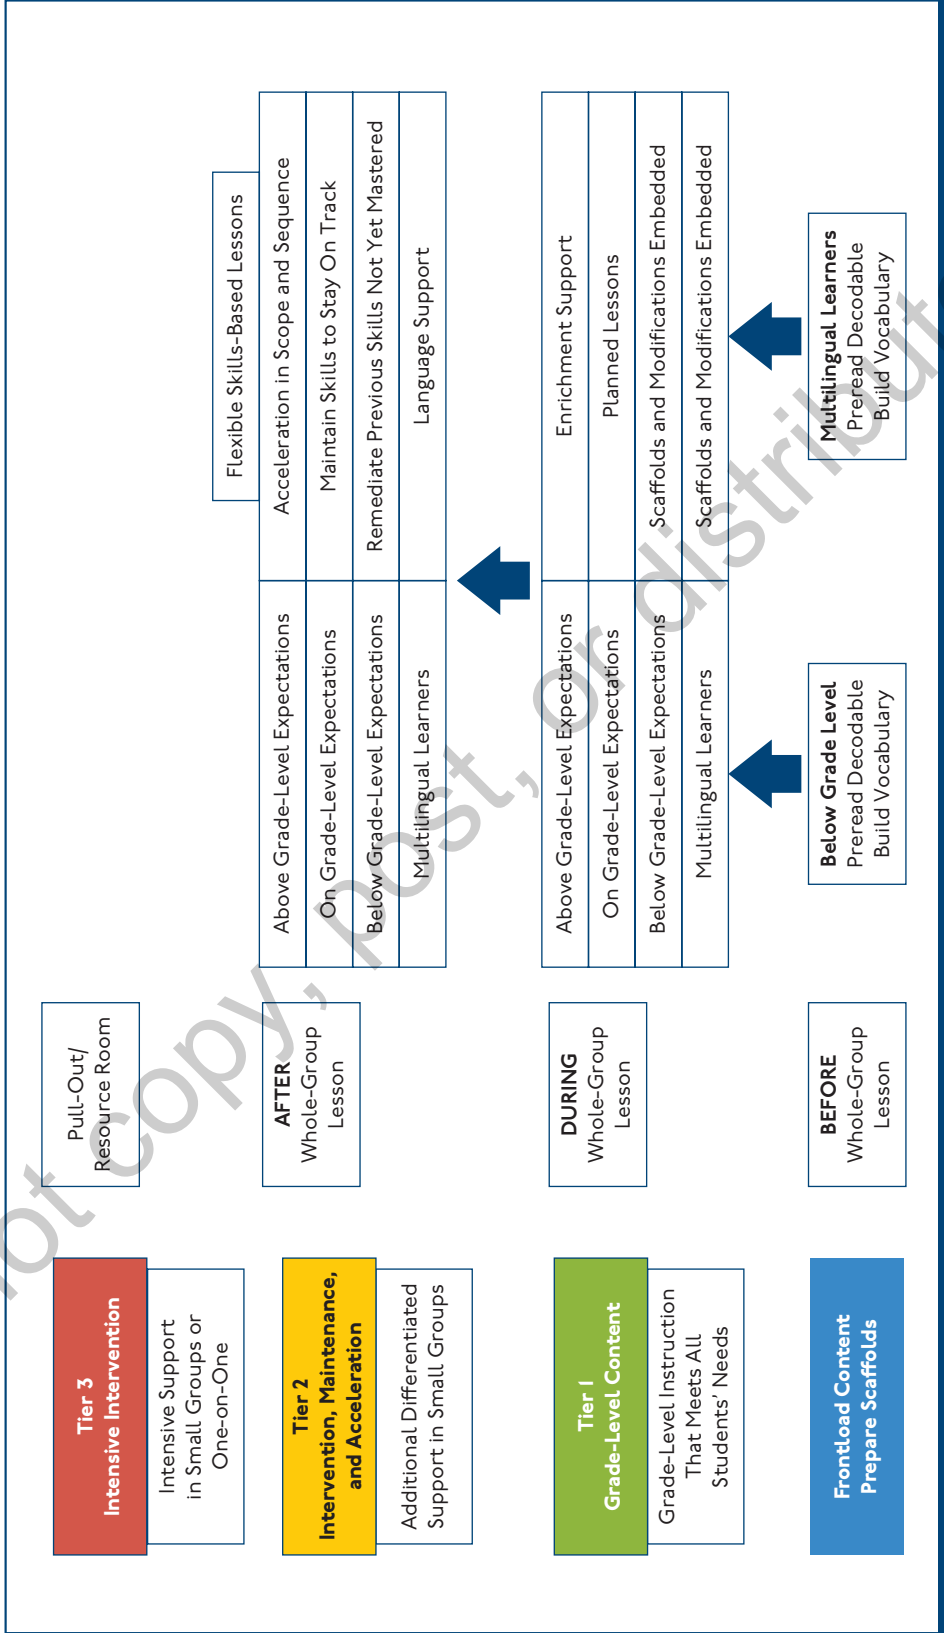 Tier 3
Intensive Intervention
Intensive Support
in Small Groups or
One-on-One
Pull-Out/
Resource Room
Tier 2
Intervention, Maintenance,
and Acceleration
Additional Differentiated
Support in Small Groups
AFTER
Whole-Group
Lesson
Flexible Skills-Based Lessons
Above Grade-Level Expectations
Acceleration in Scope and Sequence
On Grade-Level Expectations
Maintain Skills to Stay On Track
Below Grade-Level Expectations
Remediate Previous Skills Not Yet Mastered
Multilingual Learners
Language Support
Tier 1
Grade-Level Content
Grade-Level Instruction
That Meets All
Students' Needs
DURING
Whole-Group
Lesson
Above Grade-Level Expectations
Enrichment Support
On Grade-Level Expectations
Planned Lessons
Below Grade-Level Expectations
Scaffolds and Modifications Embedded
Multilingual Learners
Scaffolds and Modifications Embedded
Frontload Content
Prepare Scaffolds
BEFORE
Whole-Group
Lesson
Below Grade Level
Preread Decodable
Build Vocabulary
Multilingual Learners
Preread Decodable
Build Vocabulary
not copy, post, or distribut